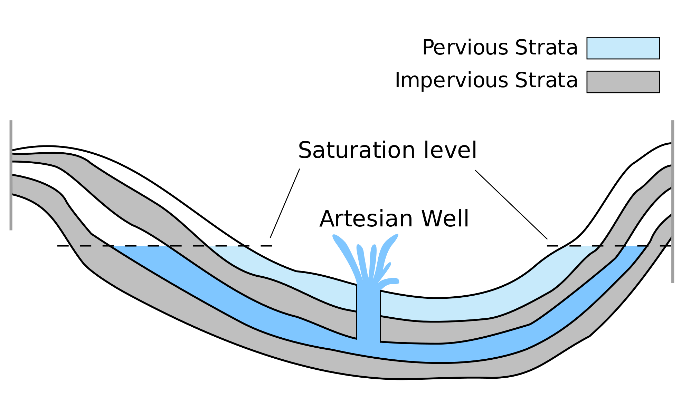 Pervious Strata
Impervious Strata
Saturation level
Artesian Well